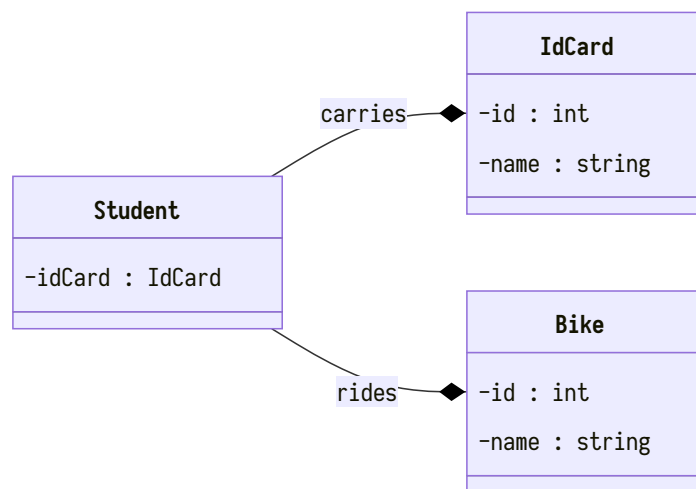 IdCard
-id : int
-name : string
carries
Student
-idCard : IdCard
rides
Bike
-id : int
-name : string